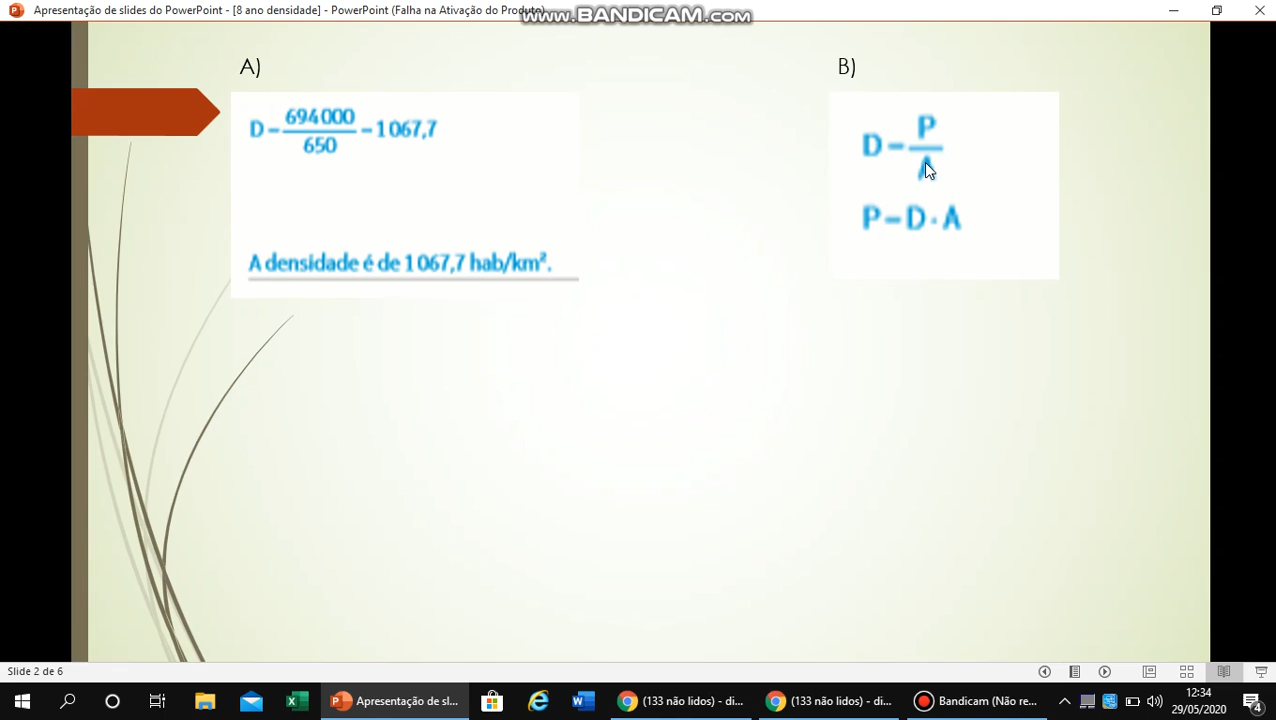 Apresentação de slides do PowerPoint - [8 ano densidade] - PowerPoint (Falha na Ativação do Produto)
www.BANDICAM.com
A)
D = 694 000 / 650 = 1 067,7
A densidade é de 1 067,7 hab/km².
B)
D = P / A
P = D · A
Slide 2 de 6
Apresentação de sl...
(133 não lidos) - di...
(133 não lidos) - di...
Bandicam (Não re...
12:34
29/05/2020
4